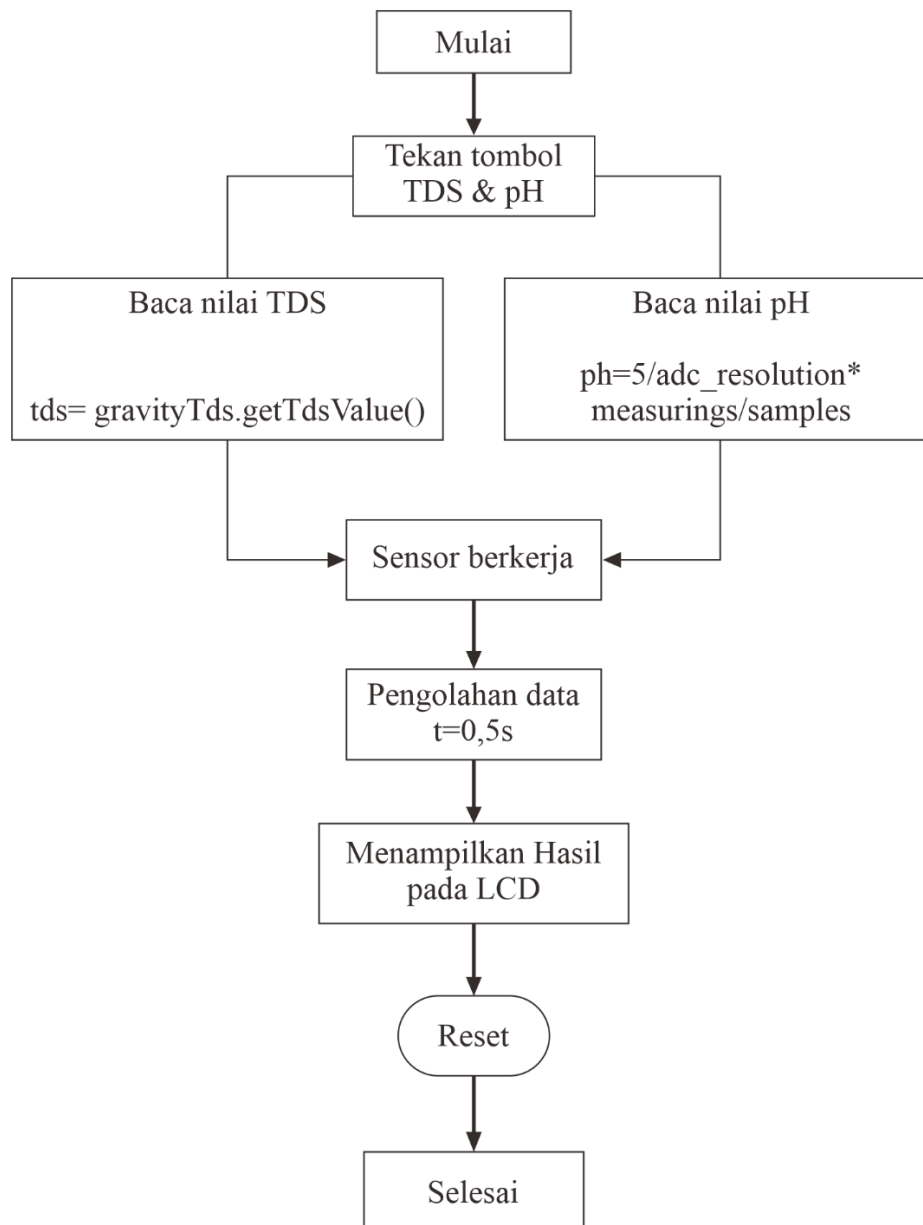 Mulai
Tekan tombol
TDS & pH
Baca nilai TDS
tds= gravityTds.getTdsValue()
Baca nilai pH
ph=5/adc_resolution*
measurings/samples
Sensor berkerja
Pengolahan data
t=0,5s
Menampilkan Hasil
pada LCD
Reset
Selesai